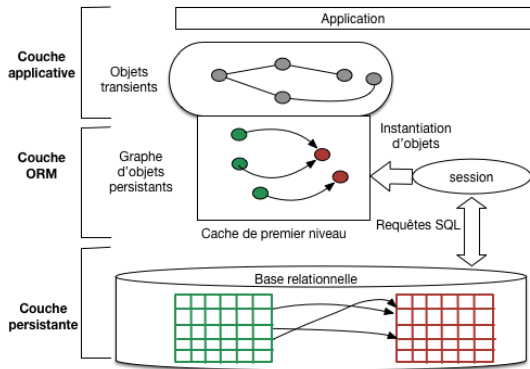 Application
Couche
applicative
Objets
transients
Couche
ORM
Graphe
d'objets
persistants
Instantiation
d'objets
session
Cache de premier niveau
Requêtes SQL
Couche
persistante
Base relationnelle